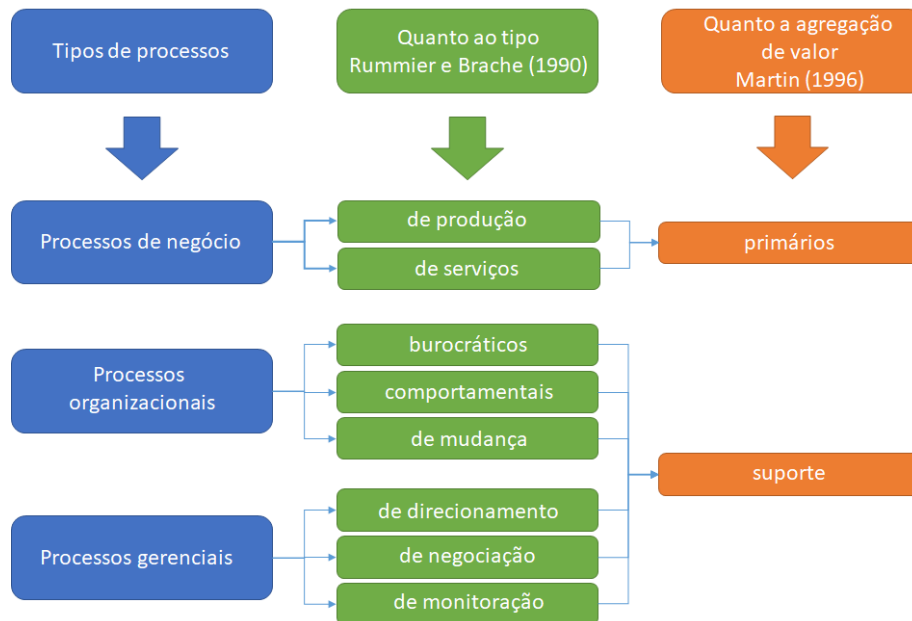 Tipos de processos
Quanto ao tipo
Rummier e Brache (1990)
Quanto a agregação
de valor
Martin (1996)
Processos de negócio
de produção
de serviços
primários
Processos
organizacionais
burocráticos
comportamentais
de mudança
suporte
Processos gerenciais
de direcionamento
de negociação
de monitoração